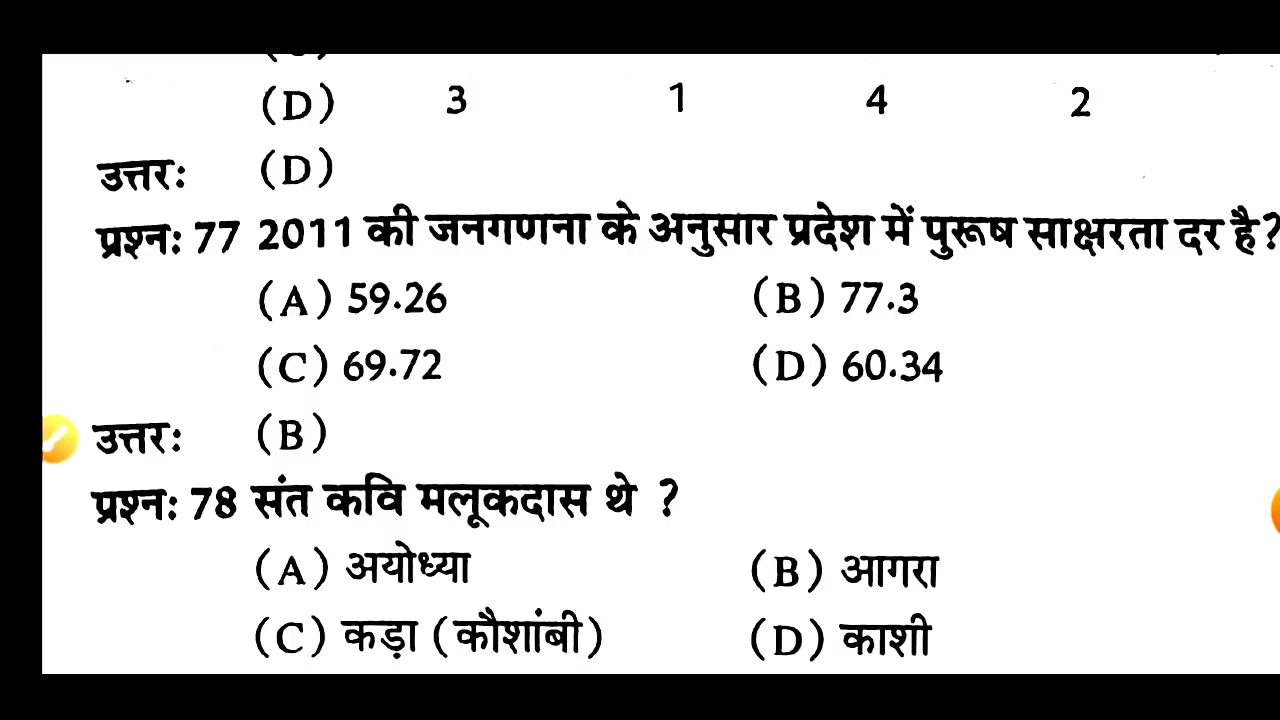 (D) 3 1 4 2
उत्तरः (D)
प्रश्न: 77 2011 की जनगणना के अनुसार प्रदेश में पुरूष साक्षरता दर है?
(A) 59.26 (B) 77.3
(C) 69.72 (D) 60.34
उत्तरः (B)
प्रश्न: 78 संत कवि मलूकदास थे ?
(A) अयोध्या (B) आगरा
(C) कड़ा (कौशांबी) (D) काशी